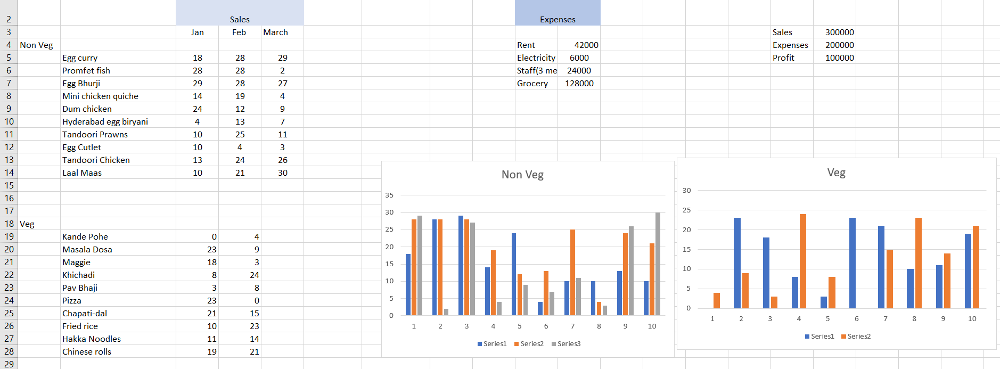 2 Sales Expenses
3 Jan Feb March Sales 300000
4 Non Veg Rent 42000 Expenses 200000
5 Egg curry 18 28 29 Electricity 6000 Profit 100000
6 Promfet fish 28 28 2 Staff(3 me 24000
7 Egg Bhurji 29 28 27 Grocery 128000
8 Mini chicken quiche 14 19 4
9 Dum chicken 24 12 9
10 Hyderabad egg biryani 4 13 7
11 Tandoori Prawns 10 25 11
12 Egg Cutlet 10 4 3
13 Tandoori Chicken 13 24 26
14 Laal Maas 10 21 30
15
16
17
18 Veg
19 Kande Pohe 0 4
20 Masala Dosa 23 9
21 Maggie 18 3
22 Khichadi 8 24
23 Pav Bhaji 3 8
24 Pizza 23 0
25 Chapati-dal 21 15
26 Fried rice 10 23
27 Hakka Noodles 11 14
28 Chinese rolls 19 21
29
Non Veg
35
30
25
20
15
10
5
0
1 2 3 4 5 6 7 8 9 10
Series1 Series2 Series3
Veg
30
25
20
15
10
5
0
1 2 3 4 5 6 7 8 9 10
Series1 Series2